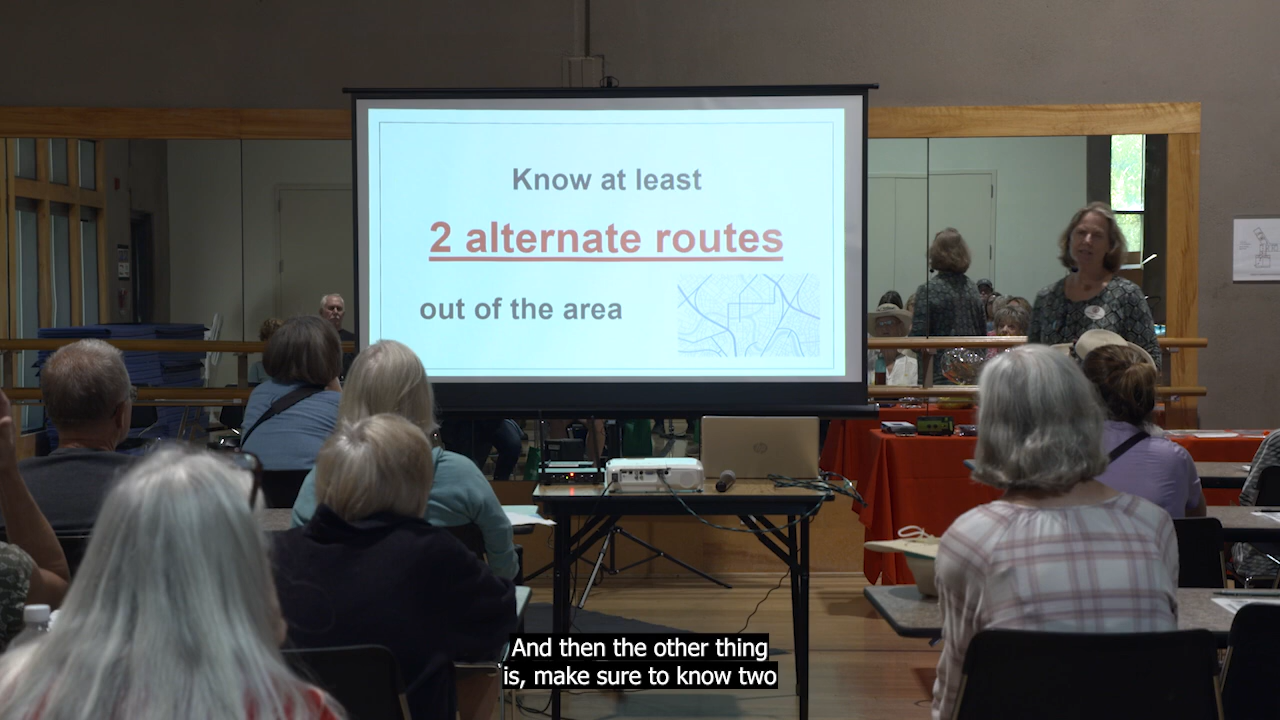 Know at least
2 alternate routes
out of the area
And then the other thing
is, make sure to know two